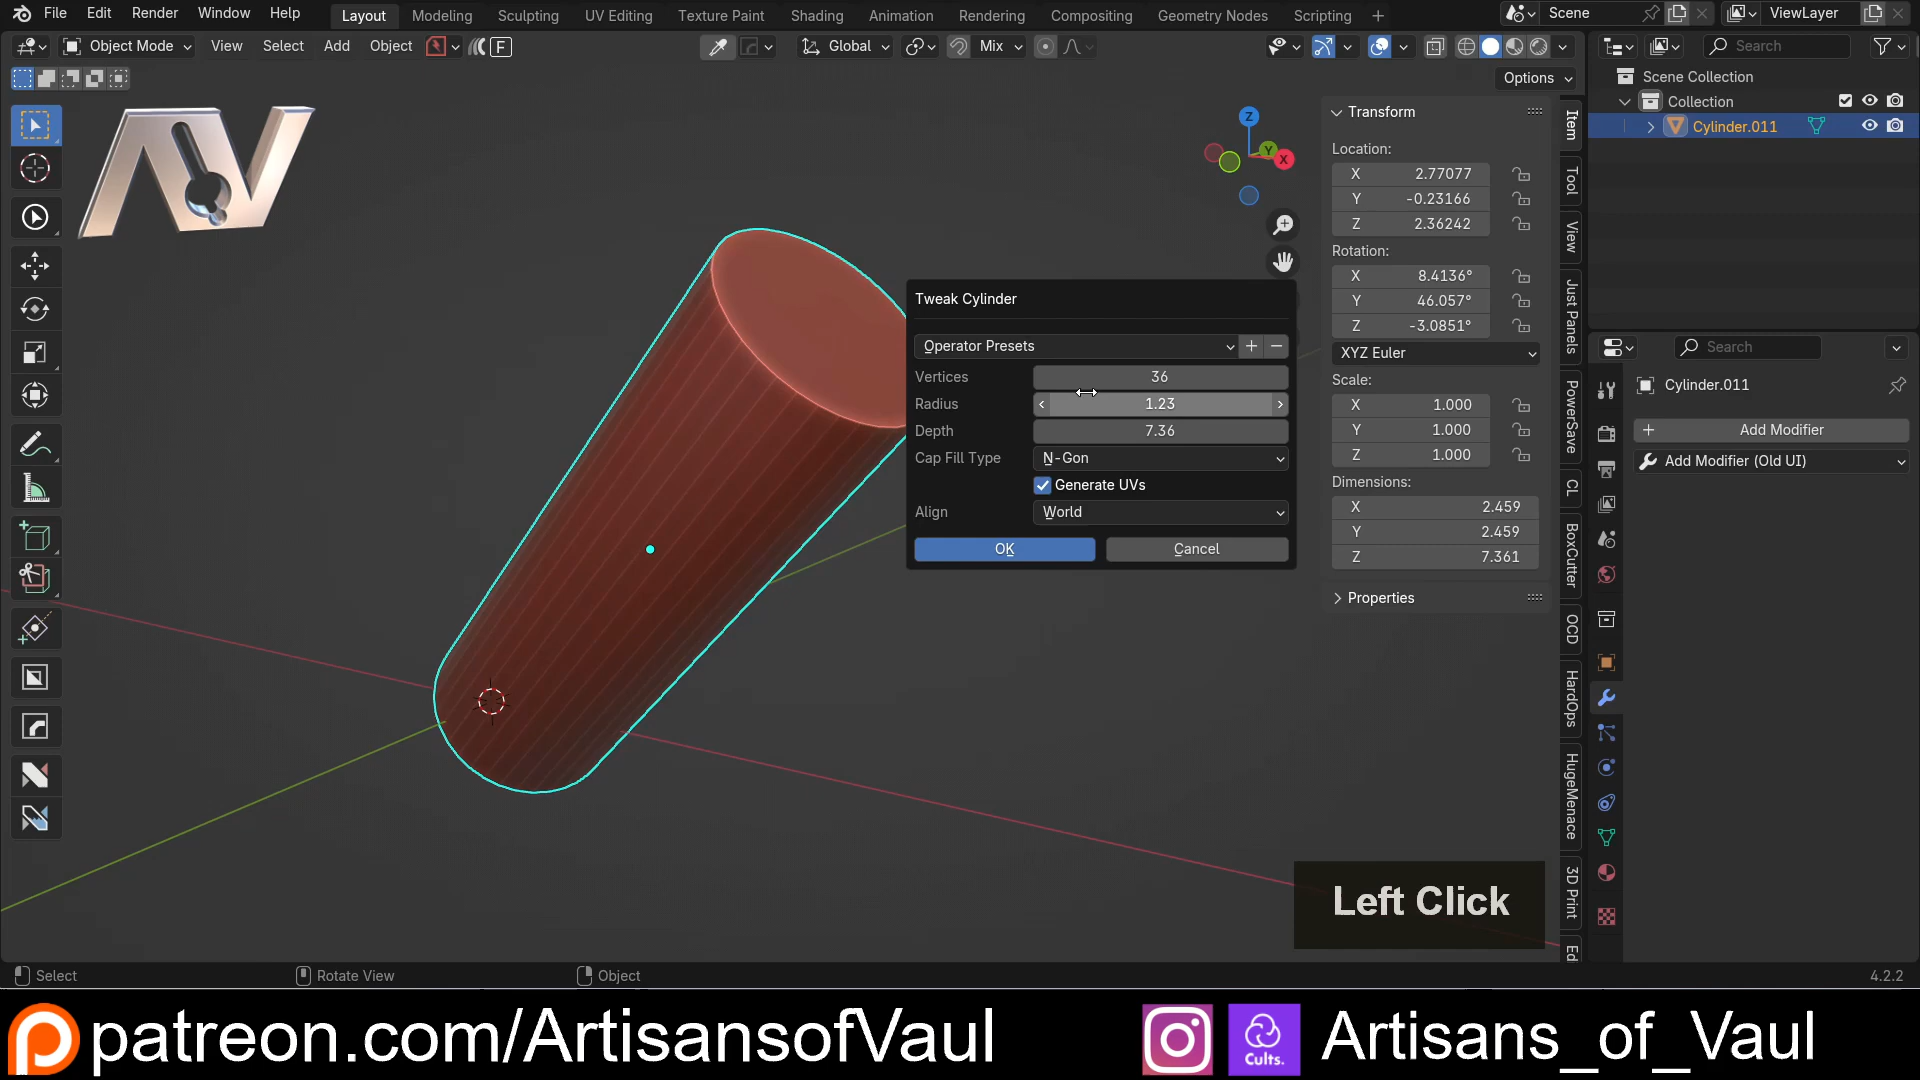 File Edit Render Window Help Layout Modeling Sculpting UV Editing Texture Paint Shading Animation Rendering Compositing Geometry Nodes Scripting + Scene ViewLayer
Object Mode View Select Add Object F Global Mix Search
Options
Scene Collection
Collection
Cylinder.011
AV
Z
Y
X
Transform
Location:
X 2.77077
Y -0.23166
Z 2.36242
Rotation:
X 8.4136°
Y 46.057°
Z -3.0851°
XYZ Euler
Scale:
X 1.000
Y 1.000
Z 1.000
Dimensions:
X 2.459
Y 2.459
Z 7.361
Properties
Item
Tool
View
Just Panels
PowerSave
CL
BoxCutter
OCD
HardOps
HugeMenace
3D Print
Ed
Search
Cylinder.011
+ Add Modifier
Add Modifier (Old UI)
Tweak Cylinder
Operator Presets + −
Vertices 36
Radius < 1.23 >
Depth 7.36
Cap Fill Type N-Gon
Generate UVs
Align World
OK Cancel
Left Click
Select Rotate View Object 4.2.2
patreon.com/ArtisansofVaul Cults. Artisans_of_Vaul